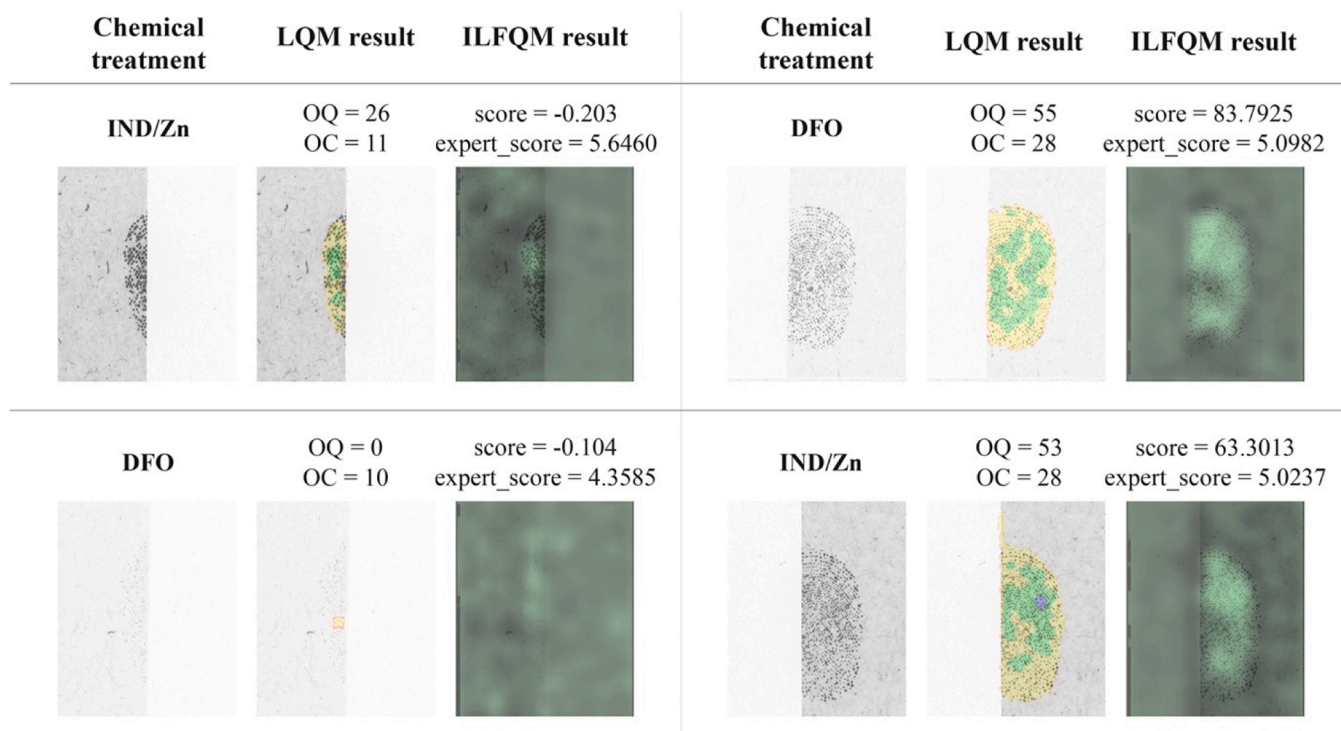 Chemical treatment
LQM result
ILFQM result
Chemical treatment
LQM result
ILFQM result
IND/Zn
OQ = 26
OC = 11
score = -0.203
expert_score = 5.6460
DFO
OQ = 55
OC = 28
score = 83.7925
expert_score = 5.0982
DFO
OQ = 0
OC = 10
score = -0.104
expert_score = 4.3585
IND/Zn
OQ = 53
OC = 28
score = 63.3013
expert_score = 5.0237